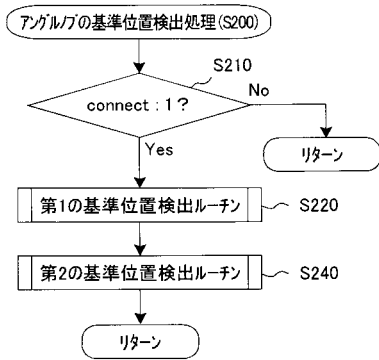 アングルノブの基準位置検出処理(S200)
S210
connect : 1?
No
Yes
リターン
第1の基準位置検出ルーチン
S220
第2の基準位置検出ルーチン
S240
リターン